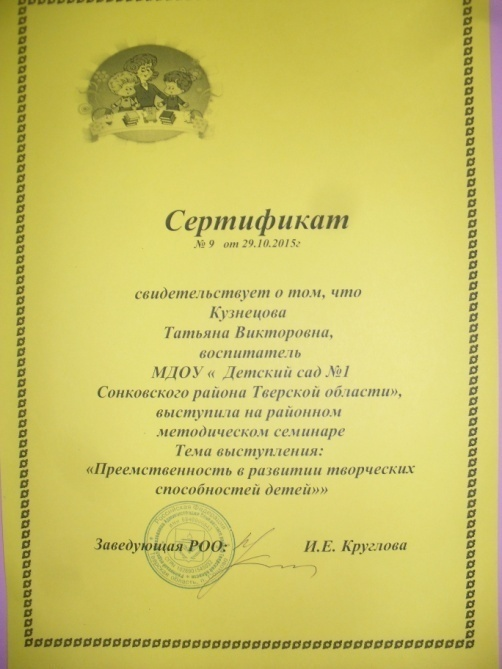 Сертификат
№ 9 от 29.10.2015г
свидетельствует о том, что
Кузнецова
Татьяна Викторовна,
воспитатель
МДОУ « Детский сад №1
Сонковского района Тверской области»,
выступила на районном
методическом семинаре
Тема выступления:
«Преемственность в развитии творческих
способностей детей»»
Заведующая РОО: И.Е. Круглова